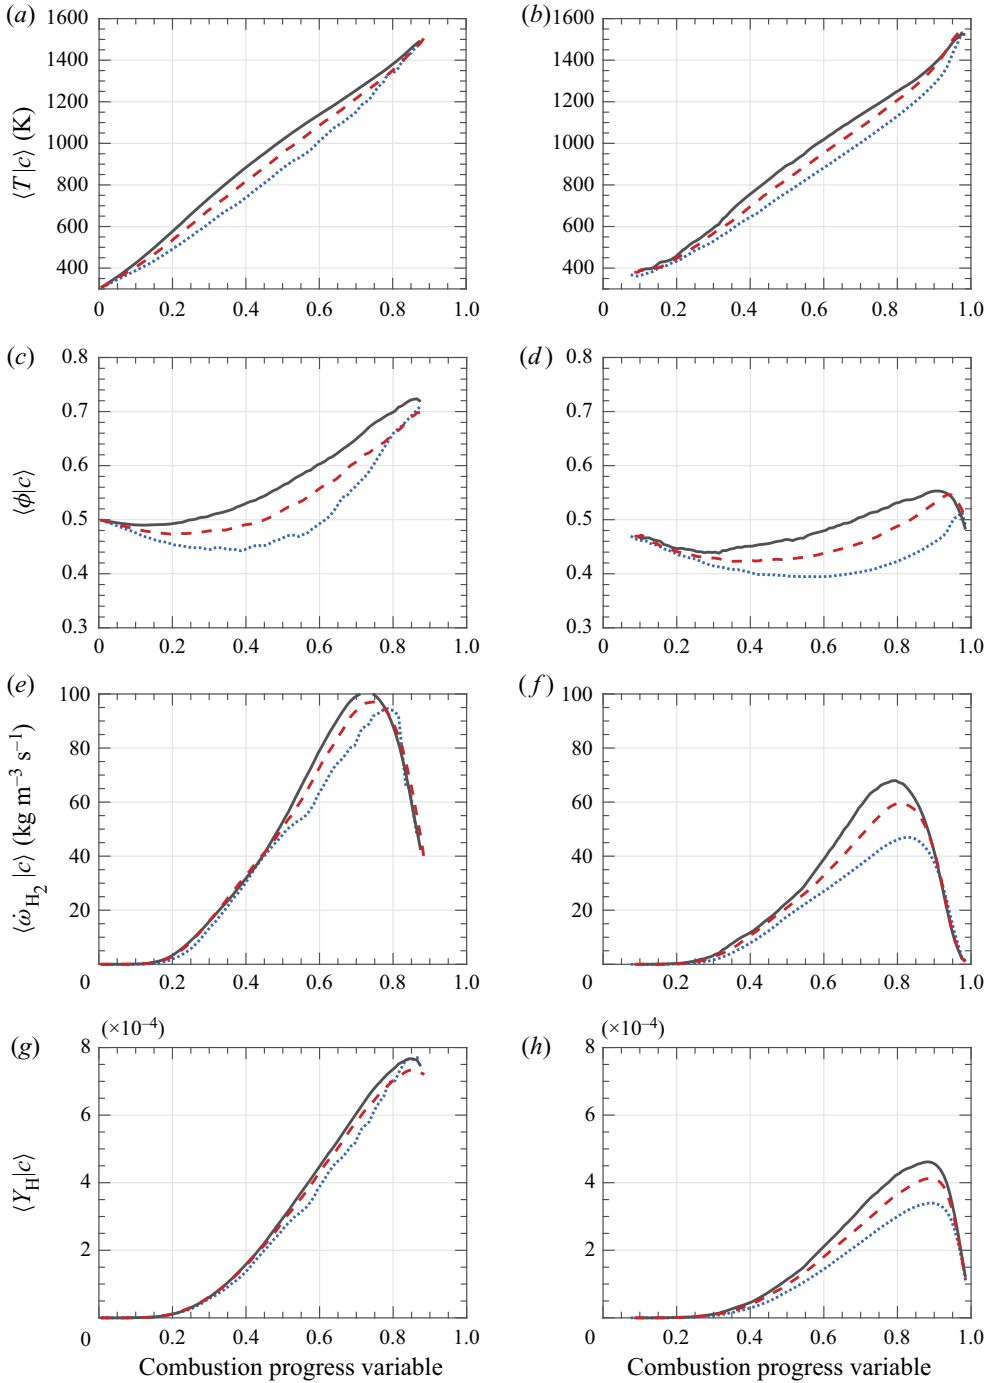 (a) (b)
1600 1400 1200 1000 800 600 400
⟨T|c⟩ (K)
0 0.2 0.4 0.6 0.8 1.0
1600 1400 1200 1000 800 600 400
0 0.2 0.4 0.6 0.8 1.0
(c) (d)
0.8 0.7 0.6 0.5 0.4 0.3
⟨ϕ|c⟩
0 0.2 0.4 0.6 0.8 1.0
0.8 0.7 0.6 0.5 0.4 0.3
0 0.2 0.4 0.6 0.8 1.0
(e) (f)
100 80 60 40 20
⟨ω̇H2|c⟩ (kg m–3 s–1)
0 0.2 0.4 0.6 0.8 1.0
100 80 60 40 20
0 0.2 0.4 0.6 0.8 1.0
(×10–4) (×10–4)
(g) (h)
8 6 4 2
⟨YH|c⟩
0 0.2 0.4 0.6 0.8 1.0
8 6 4 2
0 0.2 0.4 0.6 0.8 1.0
Combustion progress variable Combustion progress variable